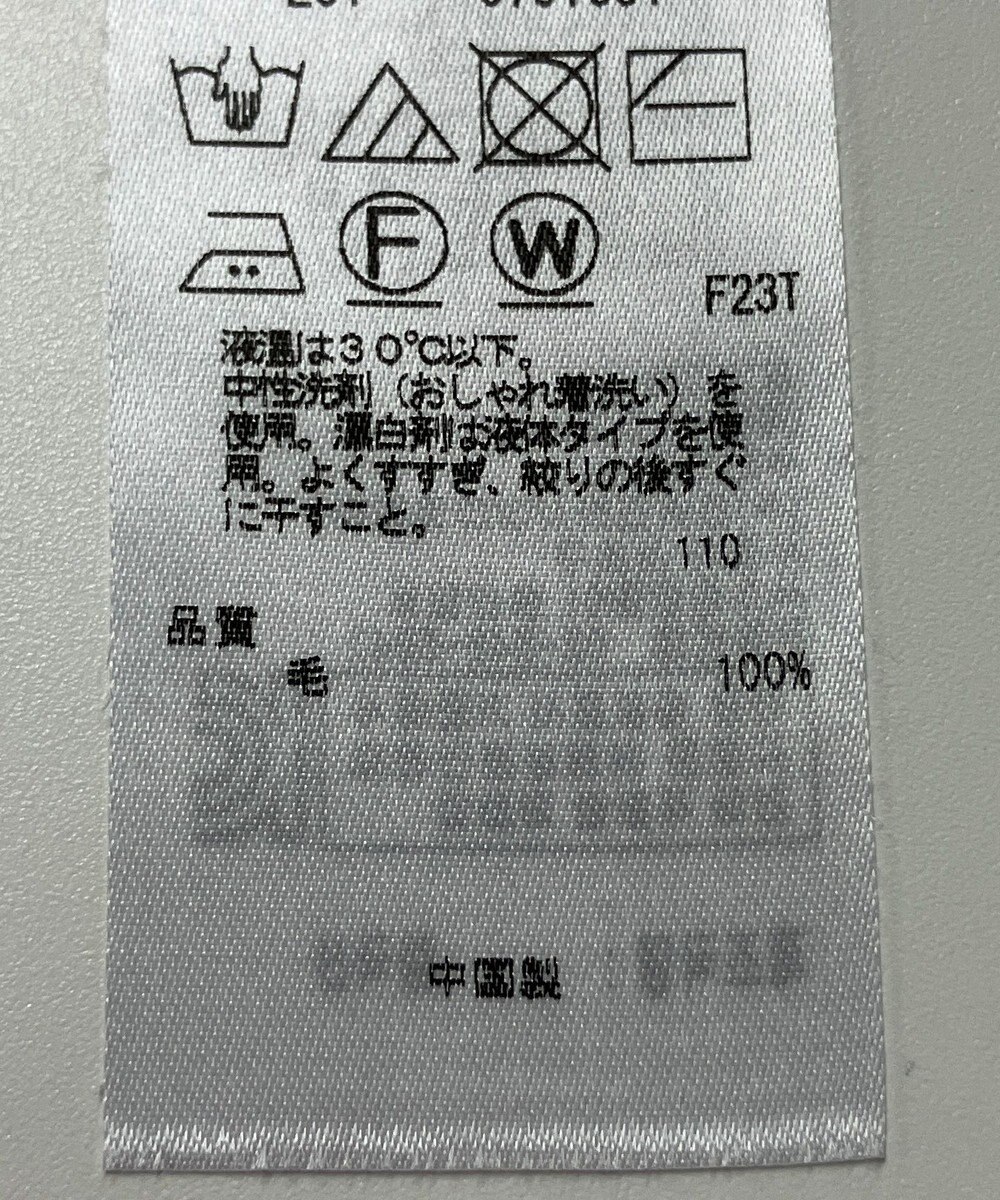 F
W
F23T
液温は30℃以下。
中性洗剤(おしゃれ着洗い)を
使用。漂白剤は液体タイプを使
用。よくすすぎ、絞りの後すぐ
に干すこと。
110
品質
毛 100%
中国製